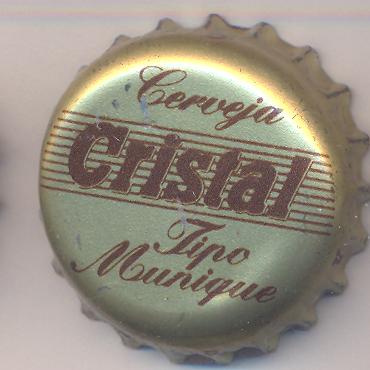 Cerveja
Cristal
Tipo
Munique